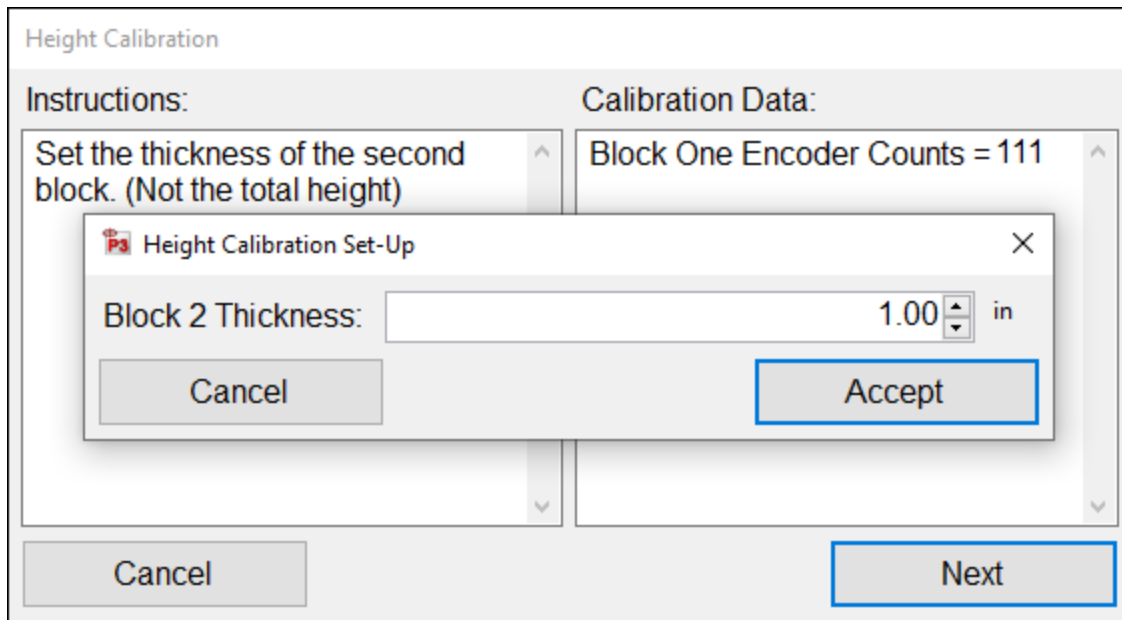 Height Calibration
Instructions:
Calibration Data:
Set the thickness of the second
block. (Not the total height)
Block One Encoder Counts = 111
P3 Height Calibration Set-Up
Block 2 Thickness:
1.00
in
Cancel
Accept
Cancel
Next